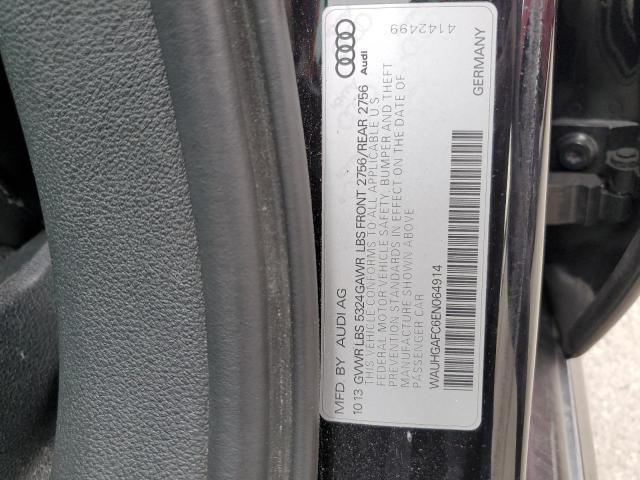 MFD. BY AUDI AG
1013 GVWR LBS 5324 GAWR LBS FRONT 2756/REAR 2756
THIS VEHICLE CONFORMS TO ALL APPLICABLE U.S
FEDERAL MOTOR VEHICLE SAFETY, BUMPER AND THEFT
PREVENTION STANDARDS IN EFFECT ON THE DATE OF
MANUFACTURE SHOWN ABOVE
PASSENGER CAR
WAUHGAFC6EN064914
GERMANY
Audi
4142499